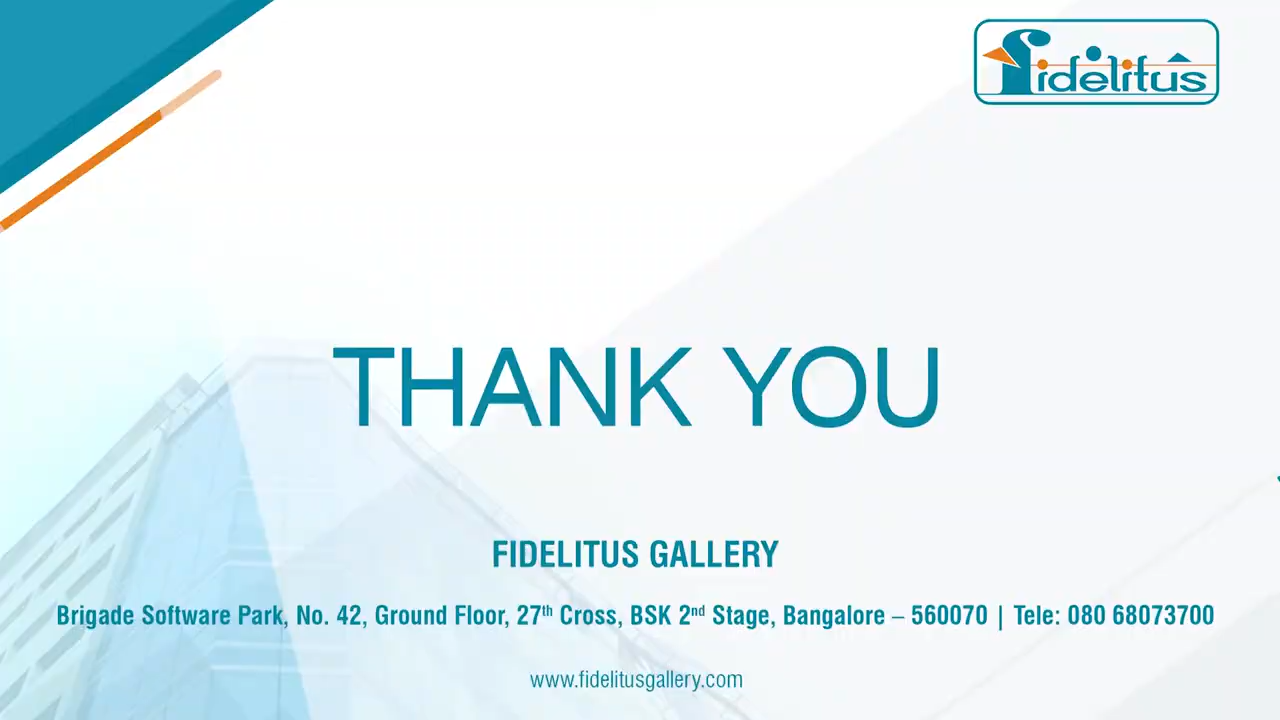 fidelitus
THANK YOU
FIDELITUS GALLERY
Brigade Software Park, No. 42, Ground Floor, 27th Cross, BSK 2nd Stage, Bangalore – 560070 | Tele: 080 68073700
www.fidelitusgallery.com